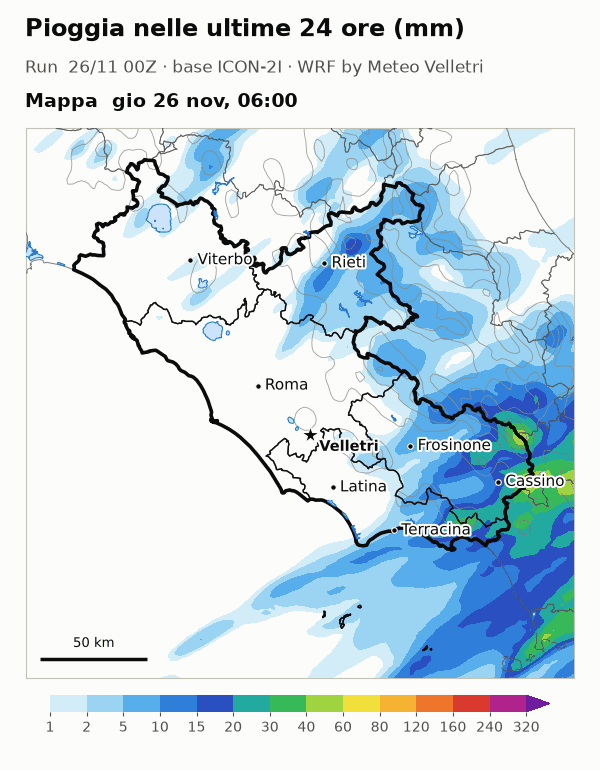 Pioggia nelle ultime 24 ore (mm)
Run  26/11 00Z · base ICON-2I · WRF by Meteo Velletri
Mappa  gio 26 nov, 06:00
Viterbo
Rieti
Roma
Velletri
Frosinone
Latina
Cassino
Terracina
50 km
1 2 5 10 15 20 30 40 60 80 120 160 240 320